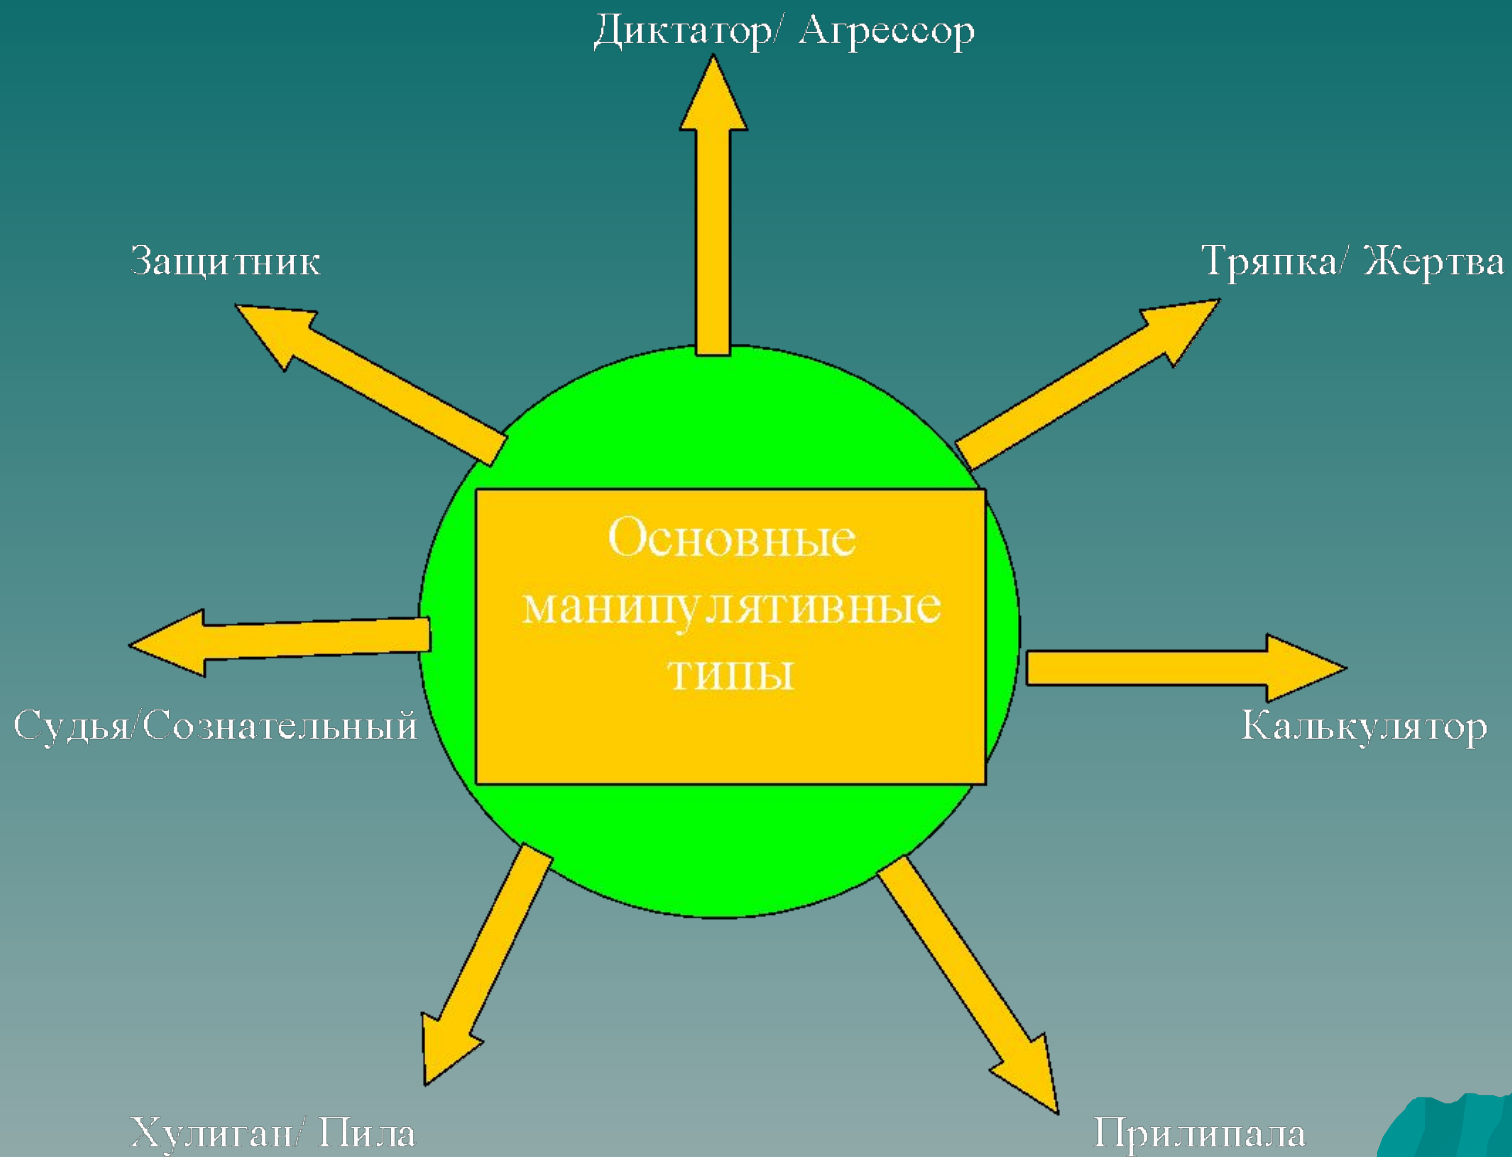 Диктатор/ Агрессор
Защитник
Тряпка/ Жертва
Основные
манипулятивные
типы
Судья/Сознательный
Калькулятор
Хулиган/ Пила
Прилипала